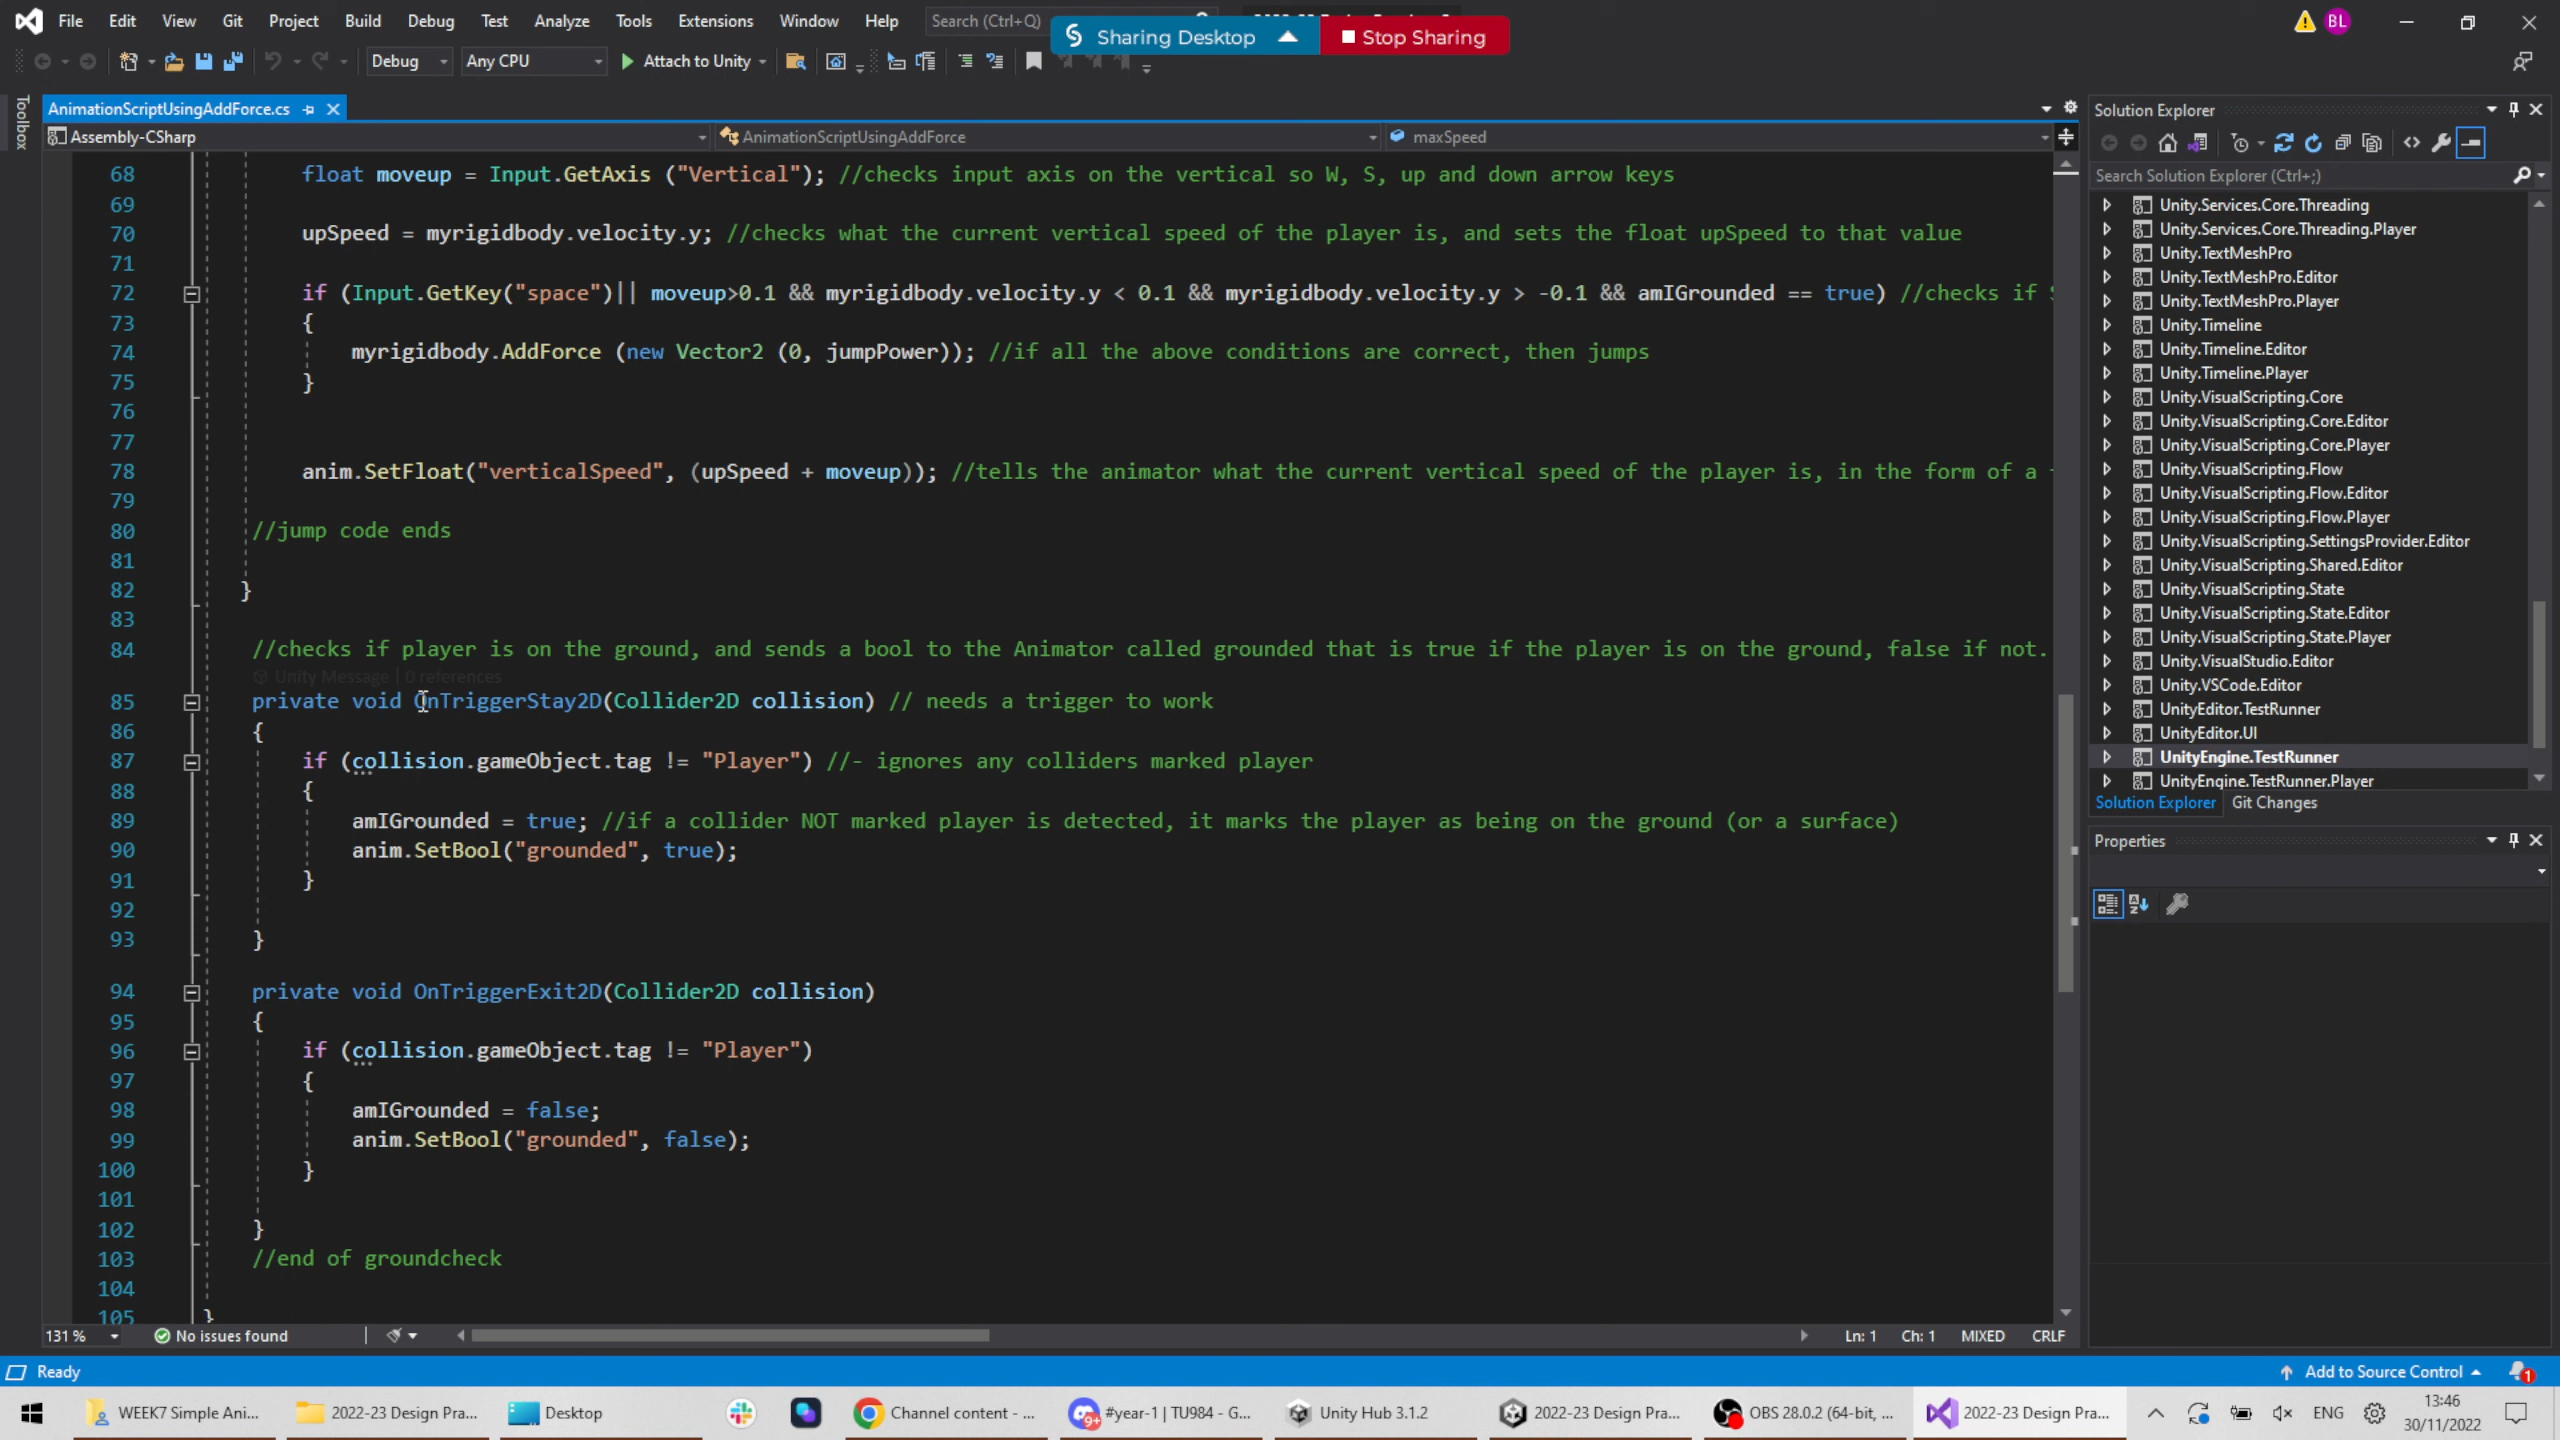 File Edit View Git Project Build Debug Test Analyze Tools Extensions Window Help Search (Ctrl+Q) BL
Sharing Desktop Stop Sharing
Debug Any CPU Attach to Unity
Toolbox
AnimationScriptUsingAddForce.cs
Assembly-CSharp AnimationScriptUsingAddForce maxSpeed
68 float moveup = Input.GetAxis ("Vertical"); //checks input axis on the vertical so W, S, up and down arrow keys
69
70 upSpeed = myrigidbody.velocity.y; //checks what the current vertical speed of the player is, and sets the float upSpeed to that value
71
72 if (Input.GetKey("space")|| moveup>0.1 && myrigidbody.velocity.y < 0.1 && myrigidbody.velocity.y > -0.1 && amIGrounded == true) //checks if
73 {
74 myrigidbody.AddForce (new Vector2 (0, jumpPower)); //if all the above conditions are correct, then jumps
75 }
76
77
78 anim.SetFloat("verticalSpeed", (upSpeed + moveup)); //tells the animator what the current vertical speed of the player is, in the form of a
79
80 //jump code ends
81
82 }
83
84 //checks if player is on the ground, and sends a bool to the Animator called grounded that is true if the player is on the ground, false if not.
Unity Message | 0 references
85 private void OnTriggerStay2D(Collider2D collision) // needs a trigger to work
86 {
87 if (collision.gameObject.tag != "Player") //- ignores any colliders marked player
88 {
89 amIGrounded = true; //if a collider NOT marked player is detected, it marks the player as being on the ground (or a surface)
90 anim.SetBool("grounded", true);
91 }
92
93 }
94 private void OnTriggerExit2D(Collider2D collision)
95 {
96 if (collision.gameObject.tag != "Player")
97 {
98 amIGrounded = false;
99 anim.SetBool("grounded", false);
100 }
101
102 }
103 //end of groundcheck
104
105 }
131 % No issues found Ln: 1 Ch: 1 MIXED CRLF
Solution Explorer
Search Solution Explorer (Ctrl+;)
Unity.Services.Core.Threading
Unity.Services.Core.Threading.Player
Unity.TextMeshPro
Unity.TextMeshPro.Editor
Unity.TextMeshPro.Player
Unity.Timeline
Unity.Timeline.Editor
Unity.Timeline.Player
Unity.VisualScripting.Core
Unity.VisualScripting.Core.Editor
Unity.VisualScripting.Core.Player
Unity.VisualScripting.Flow
Unity.VisualScripting.Flow.Editor
Unity.VisualScripting.Flow.Player
Unity.VisualScripting.SettingsProvider.Editor
Unity.VisualScripting.Shared.Editor
Unity.VisualScripting.State
Unity.VisualScripting.State.Editor
Unity.VisualScripting.State.Player
Unity.VisualStudio.Editor
Unity.VSCode.Editor
UnityEditor.TestRunner
UnityEditor.UI
UnityEngine.TestRunner
UnityEngine.TestRunner.Player
Solution Explorer Git Changes
Properties
Ready Add to Source Control 1
WEEK7 Simple Ani... 2022-23 Design Pra... Desktop Channel content - ... 9+ #year-1 | TU984 - G... Unity Hub 3.1.2 2022-23 Design Pra... OBS 28.0.2 (64-bit, ... 2022-23 Design Pra... ENG 13:46
30/11/2022